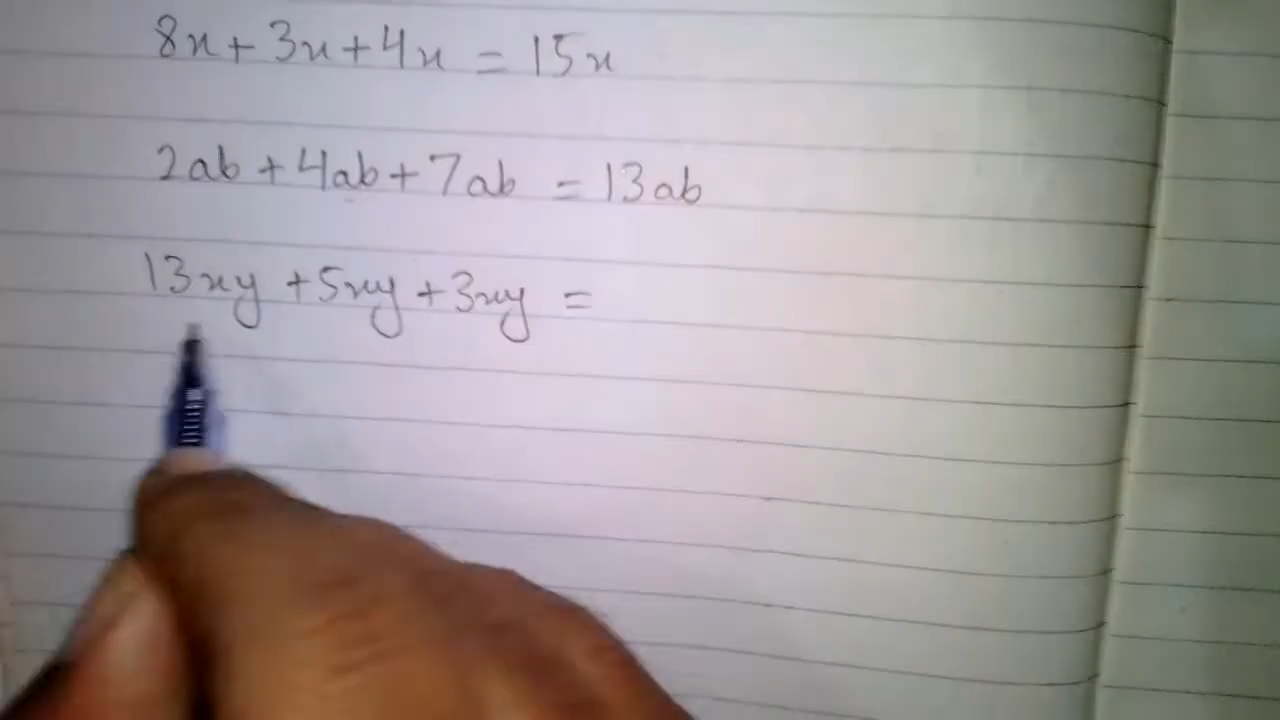 8x+3x+4x = 15x
2ab+4ab+7ab = 13ab
13xy+5xy+3xy =